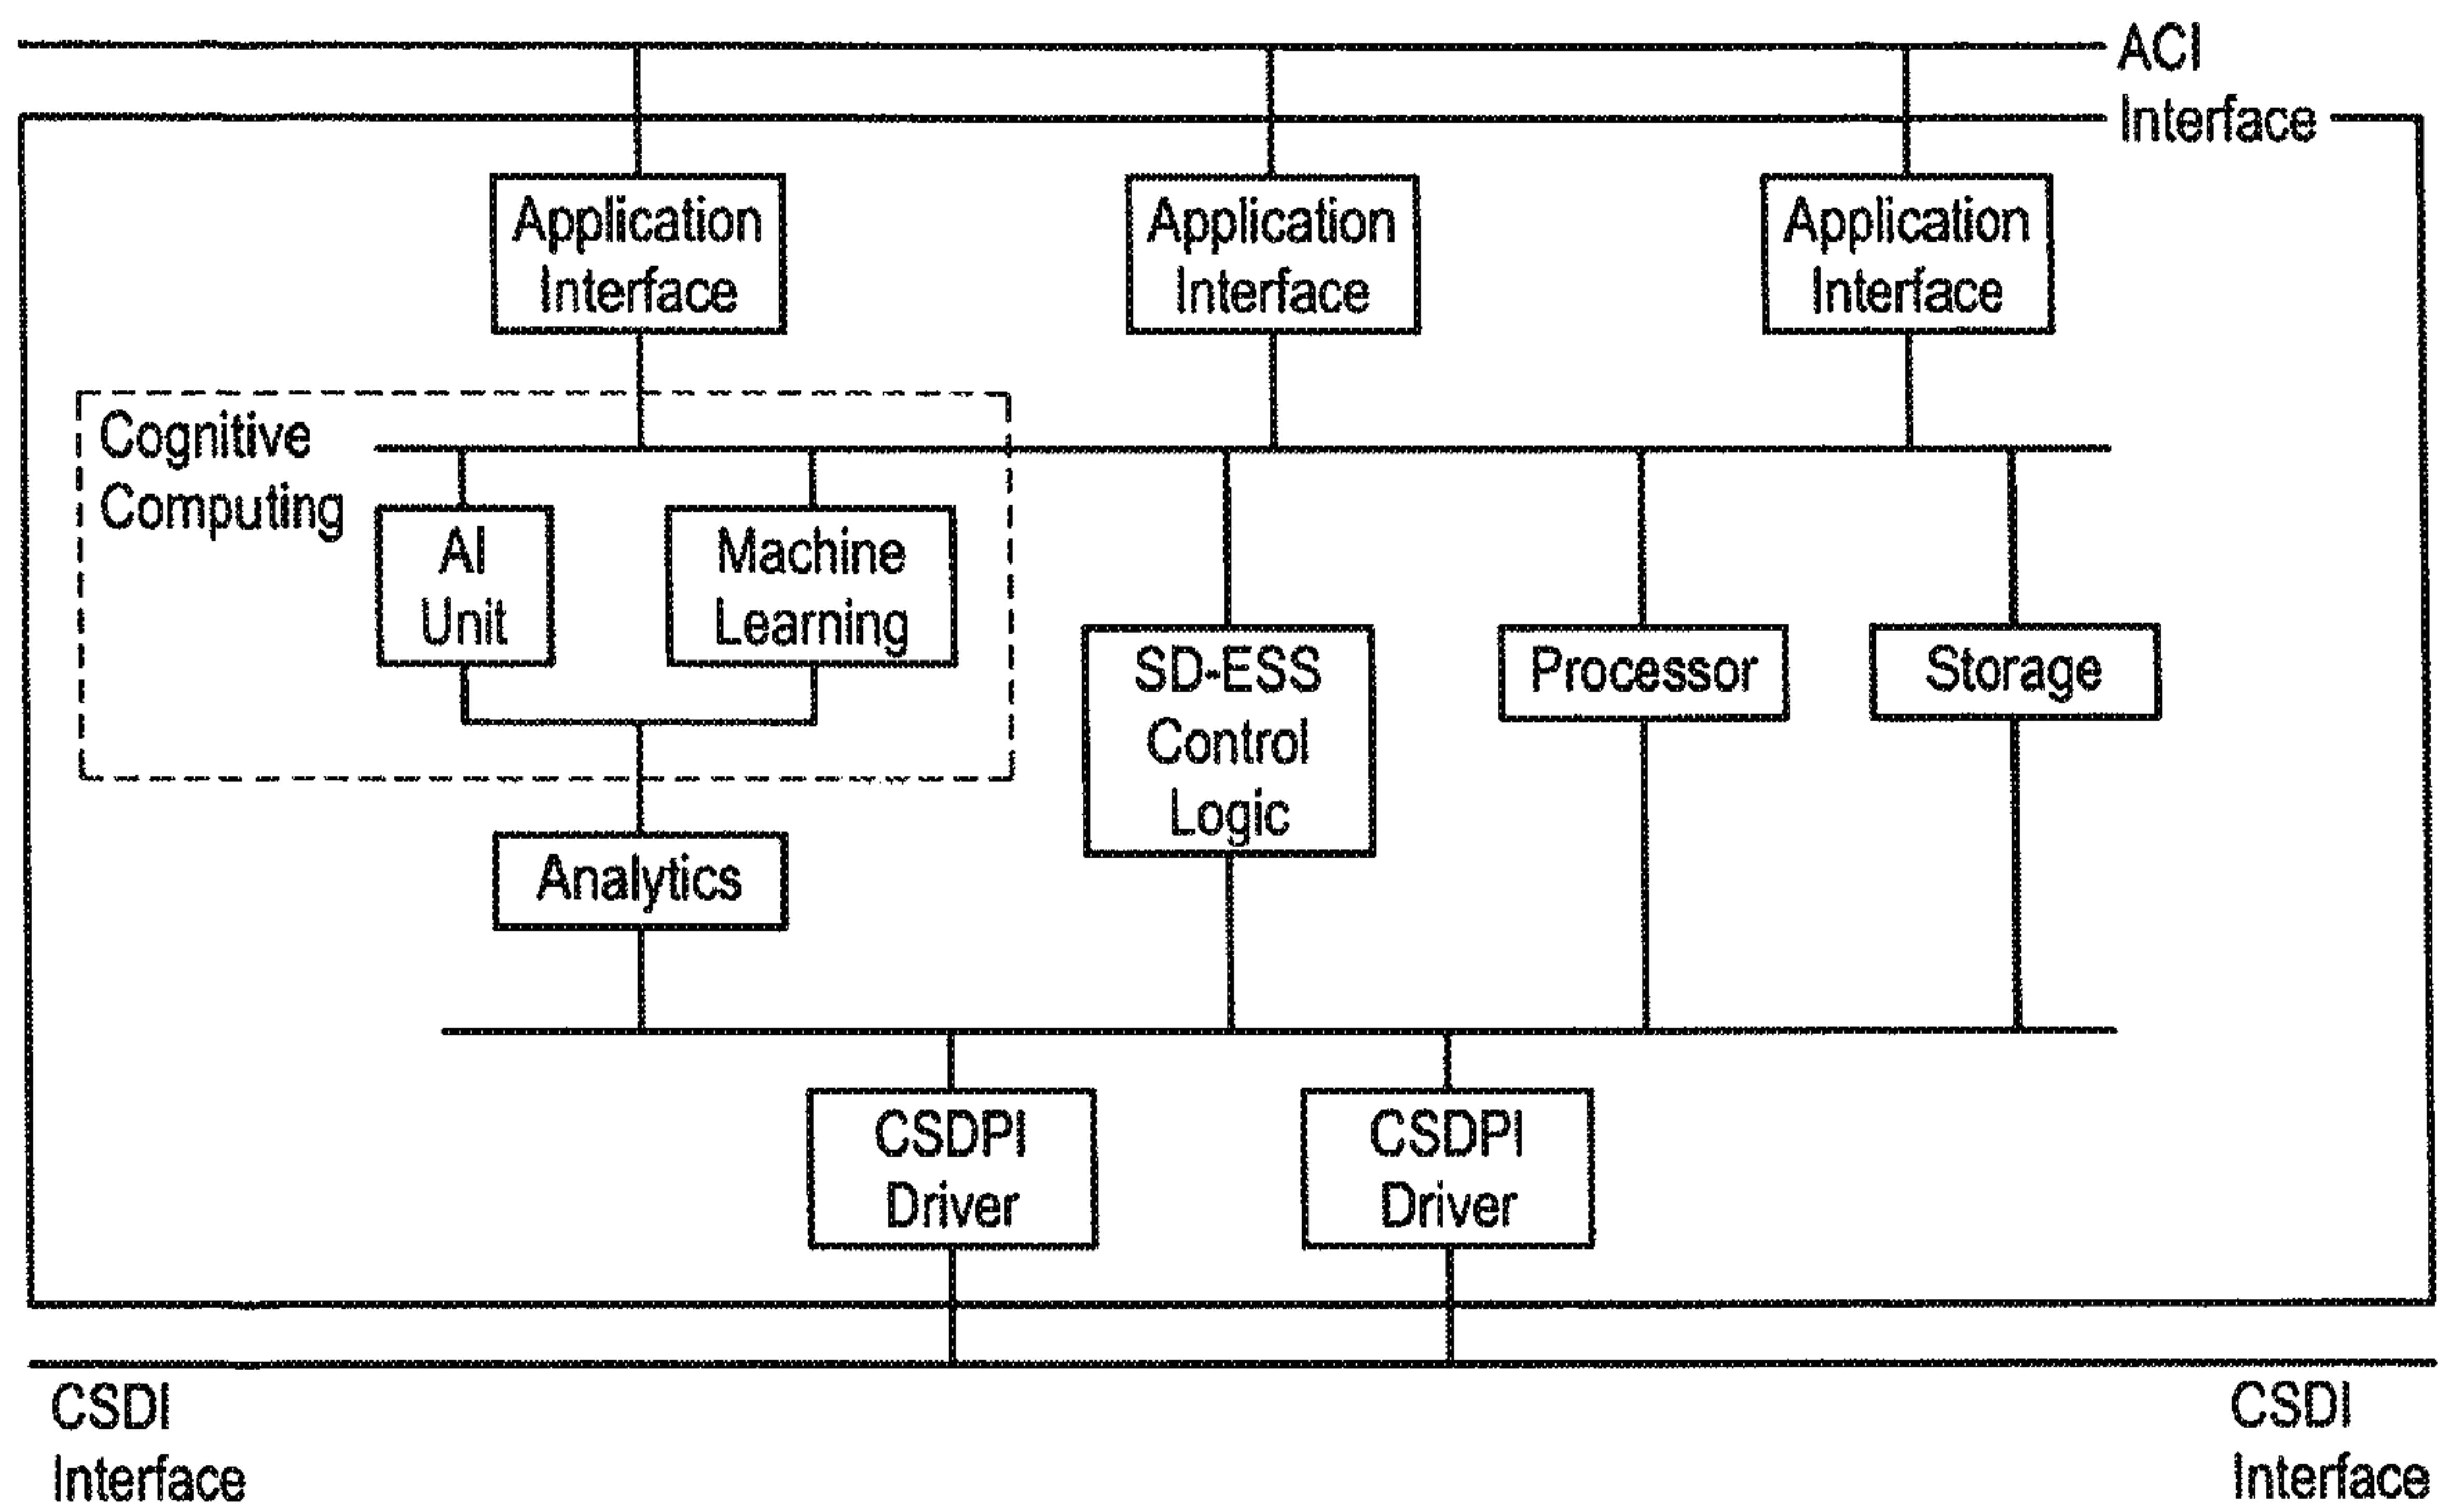 ACI
Interface
Application
Interface
Application
Interface
Application
Interface
Cognitive
Computing
AI
Unit
Machine
Learning
SD-ESS
Control
Logic
Processor
Storage
Analytics
CSDPI
Driver
CSDPI
Driver
CSDI
Interface
CSDI
Interface